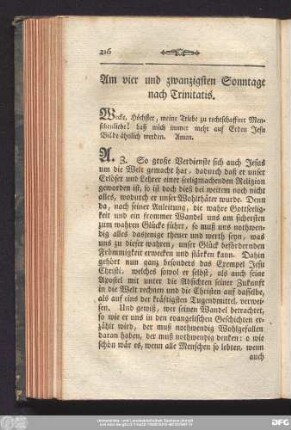 216
Am vier und zwanzigsten Sonntage
nach Trinitatis.
Wecke, Höchster, meine Triebe zu rechtschaffner Men-
schenliebe! laß mich immer mehr auf Erden Jesu
Bilde ähnlich werden. Amen.
A. Z. So große Verdienste sich auch Jesus
um die Welt gemacht hat, dadurch daß er unser
Erlöser und Lehrer einer seligmachenden Religion
geworden ist, so ist doch dieß bei weitem noch nicht
alles, wodurch er unser Wohlthäter wurde. Denn
da, nach seiner Anleitung, die wahre Gottselig-
keit und ein frommer Wandel uns am sichersten
zum wahren Glücke führt, so muß uns nothwen-
dig alles dasjenige theuer und werth seyn, was
uns zu dieser wahren, unser Glück befördernden
Frömmigkeit erwecken und stärken kann. Dahin
gehört nun ganz besonders das Exempel Jesu
Christi, welches sowol er selbst, als auch seine
Apostel mit unter die Absichten seiner Zukunft
in die Welt rechnen und die Christen auf dasselbe,
als auf eins der kräftigsten Tugendmittel, verwei-
sen. Und gewiß, wer seinen Wandel betrachtet,
so wie er uns in den evangelischen Geschichten er-
zählt wird, der muß nothwendig Wohlgefallen
daran haben, der muß nothwendig denken: o wie
schön wär es, wenn alle Menschen so lebten, wenn
auch